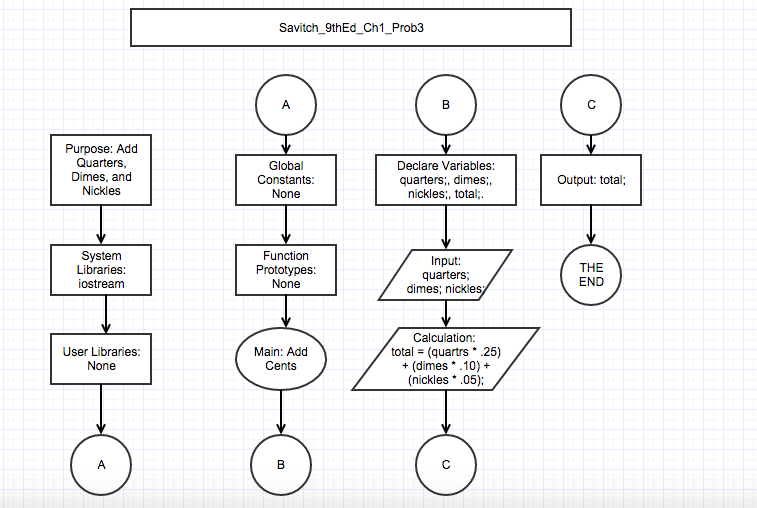 Savitch_9thEd_Ch1_Prob3
Purpose: Add
Quarters,
Dimes, and
Nickles
System
Libraries:
iostream
User Libraries:
None
A
A
Global
Constants:
None
Function
Prototypes:
None
Main: Add
Cents
B
B
Declare Variables:
quarters;, dimes;,
nickles;, total;.
Input:
quarters;
dimes; nickles;
Calculation:
total = (quartrs * .25)
+ (dimes * .10) +
(nickles * .05);
C
C
Output: total;
THE
END